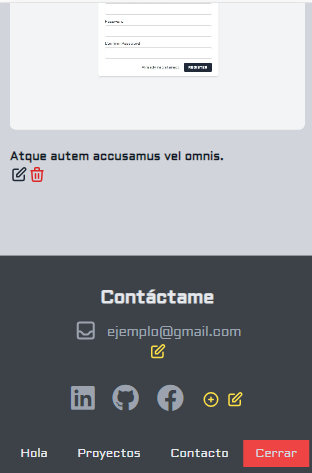 Password
Confirm Password
Already registered?
REGISTER
Atque autem accusamus vel omnis.
Contáctame
ejemplo@gmail.com
Hola Proyectos Contacto Cerrar